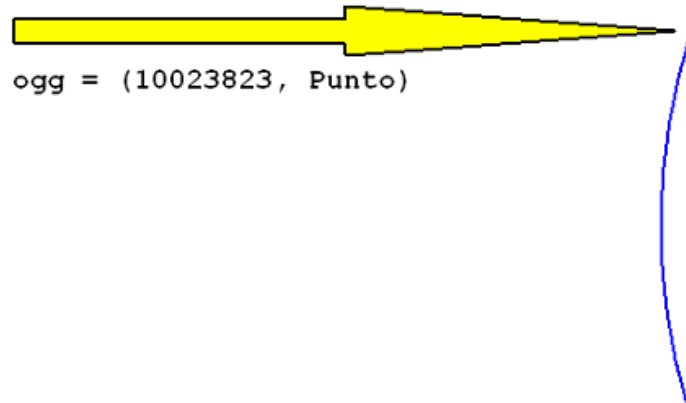 ogg = (10023823, Punto)